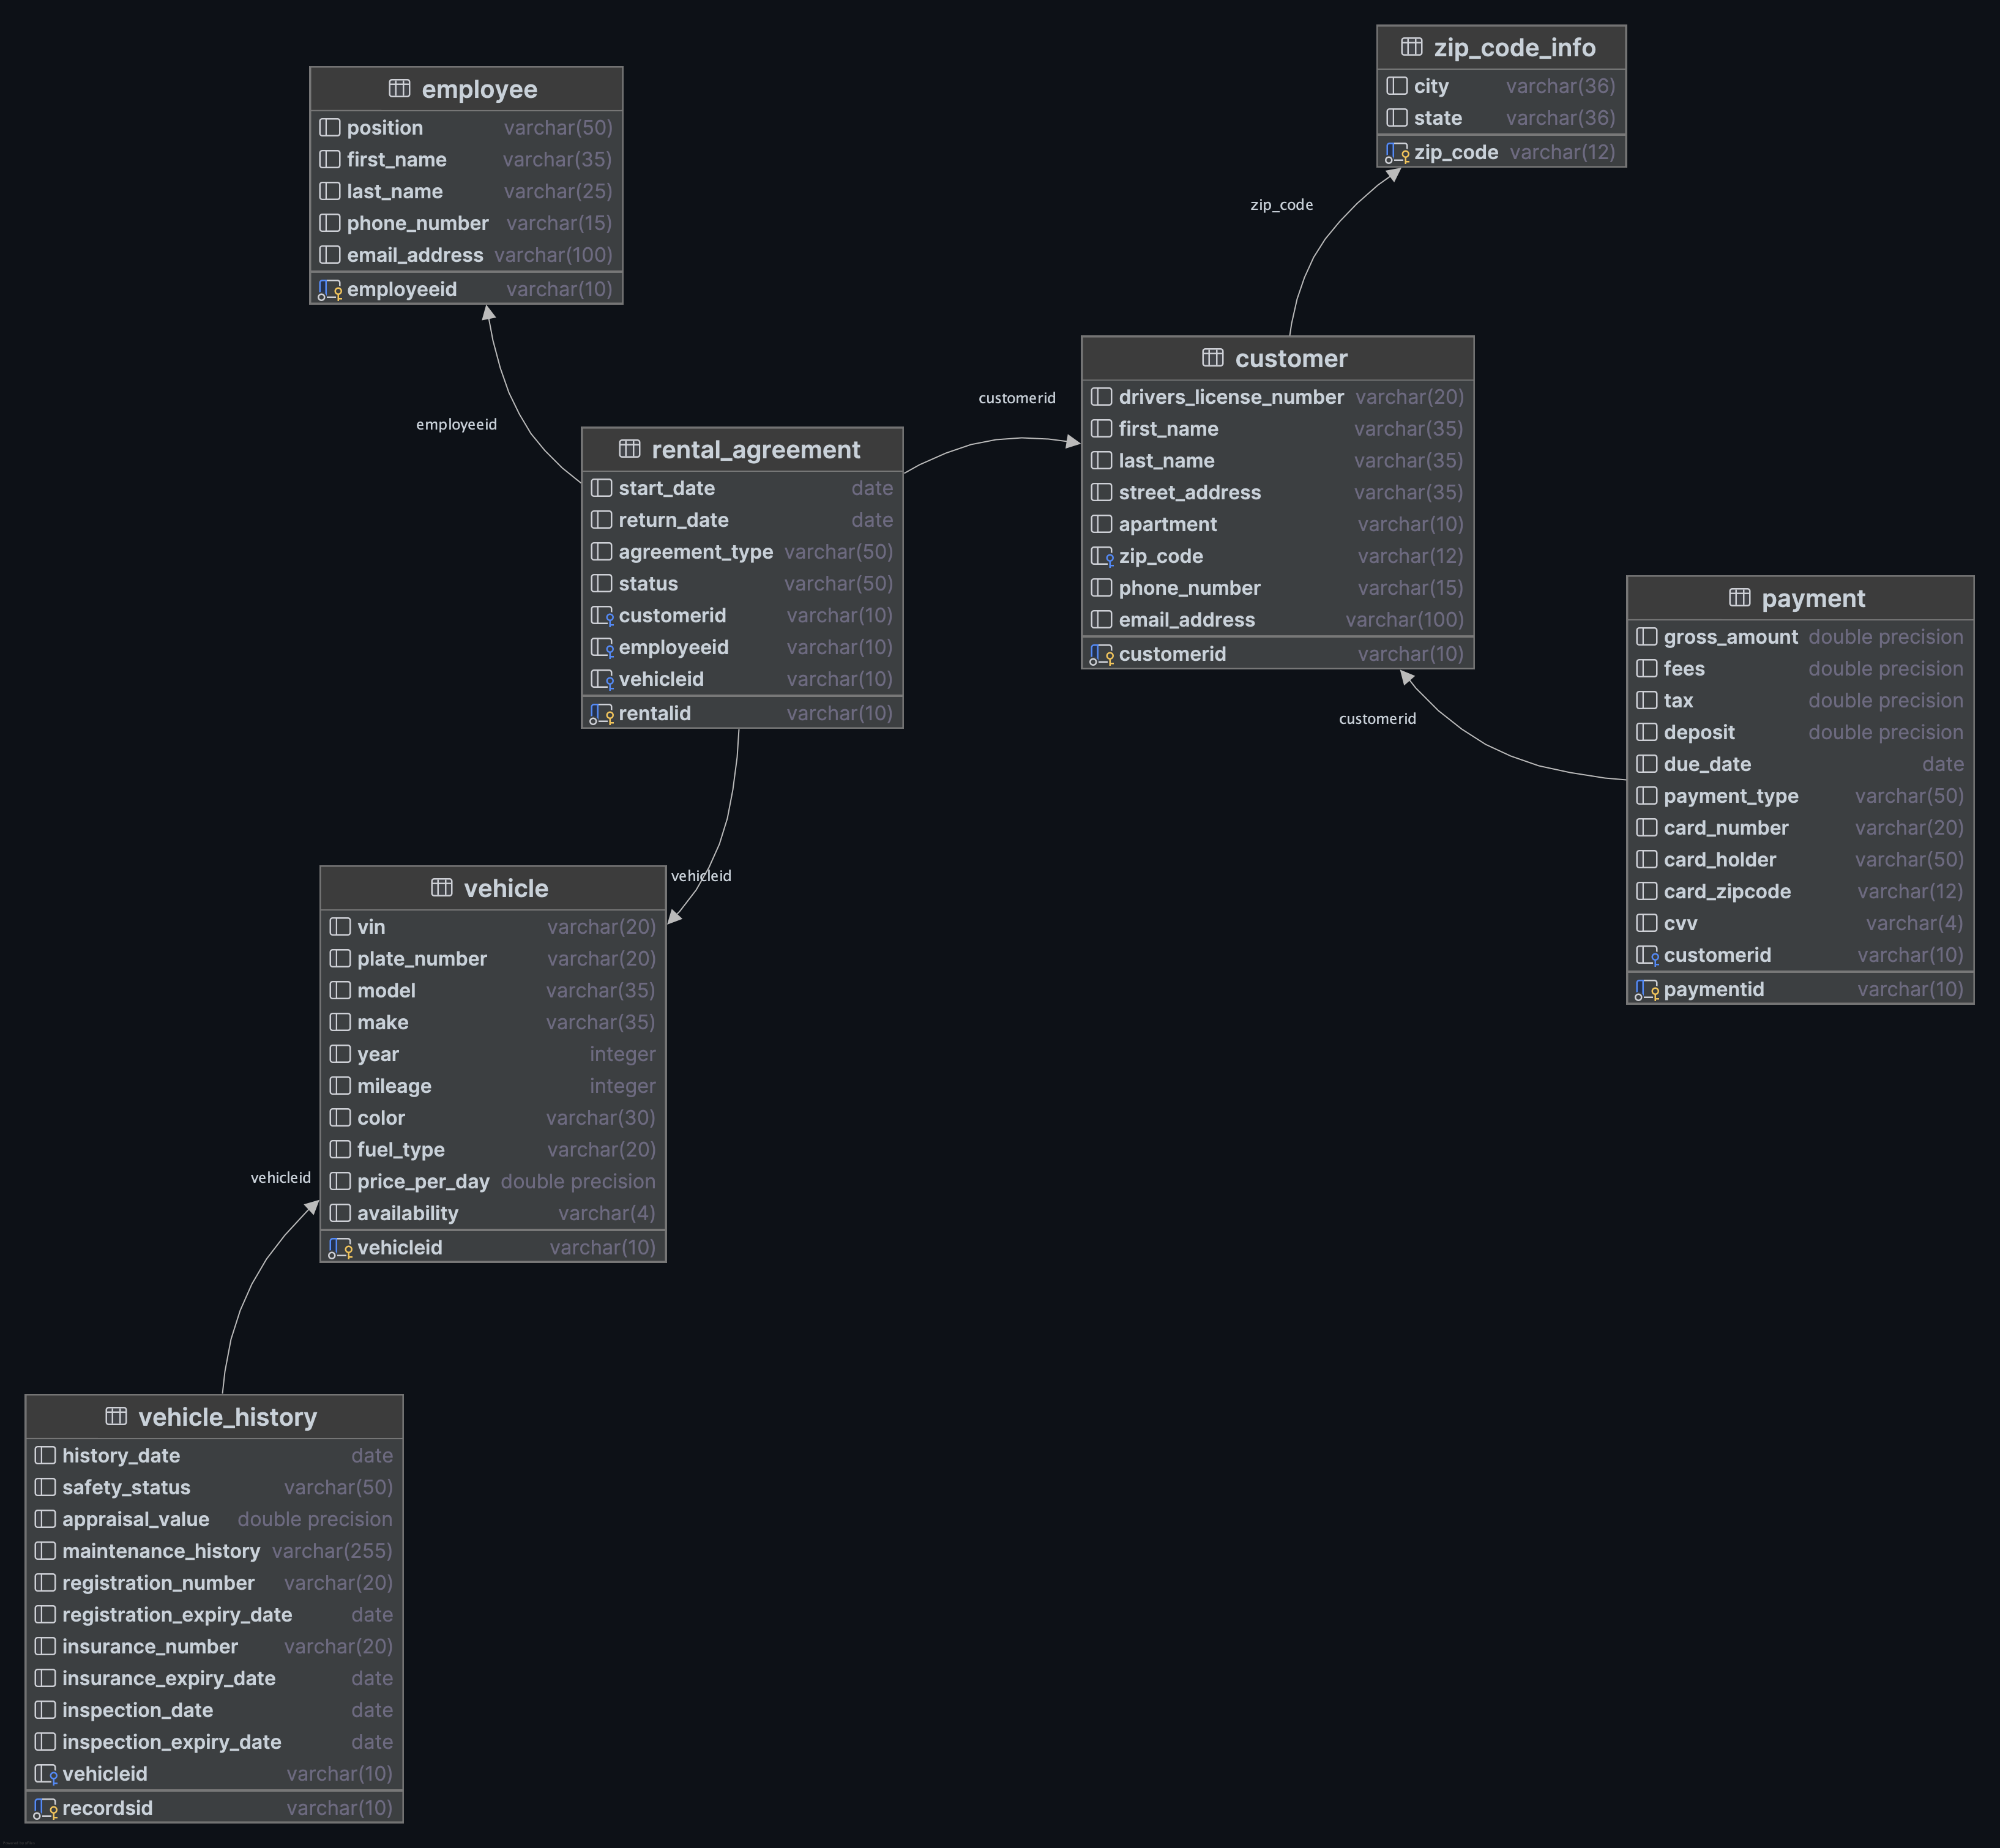 zip_code_info
city varchar(36)
state varchar(36)
zip_code varchar(12)
employee
position varchar(50)
first_name varchar(35)
last_name varchar(25)
phone_number varchar(15)
email_address varchar(100)
employeeid varchar(10)
zip_code
customer
drivers_license_number varchar(20)
first_name varchar(35)
last_name varchar(35)
street_address varchar(35)
apartment varchar(10)
zip_code varchar(12)
phone_number varchar(15)
email_address varchar(100)
customerid varchar(10)
customerid
employeeid
rental_agreement
start_date date
return_date date
agreement_type varchar(50)
status varchar(50)
customerid varchar(10)
employeeid varchar(10)
vehicleid varchar(10)
rentalid varchar(10)
payment
gross_amount double precision
fees double precision
tax double precision
deposit double precision
due_date date
payment_type varchar(50)
card_number varchar(20)
card_holder varchar(50)
card_zipcode varchar(12)
cvv varchar(4)
customerid varchar(10)
paymentid varchar(10)
customerid
vehicleid
vehicle
vin varchar(20)
plate_number varchar(20)
model varchar(35)
make varchar(35)
year integer
mileage integer
color varchar(30)
fuel_type varchar(20)
price_per_day double precision
availability varchar(4)
vehicleid varchar(10)
vehicleid
vehicle_history
history_date date
safety_status varchar(50)
appraisal_value double precision
maintenance_history varchar(255)
registration_number varchar(20)
registration_expiry_date date
insurance_number varchar(20)
insurance_expiry_date date
inspection_date date
inspection_expiry_date date
vehicleid varchar(10)
recordsid varchar(10)